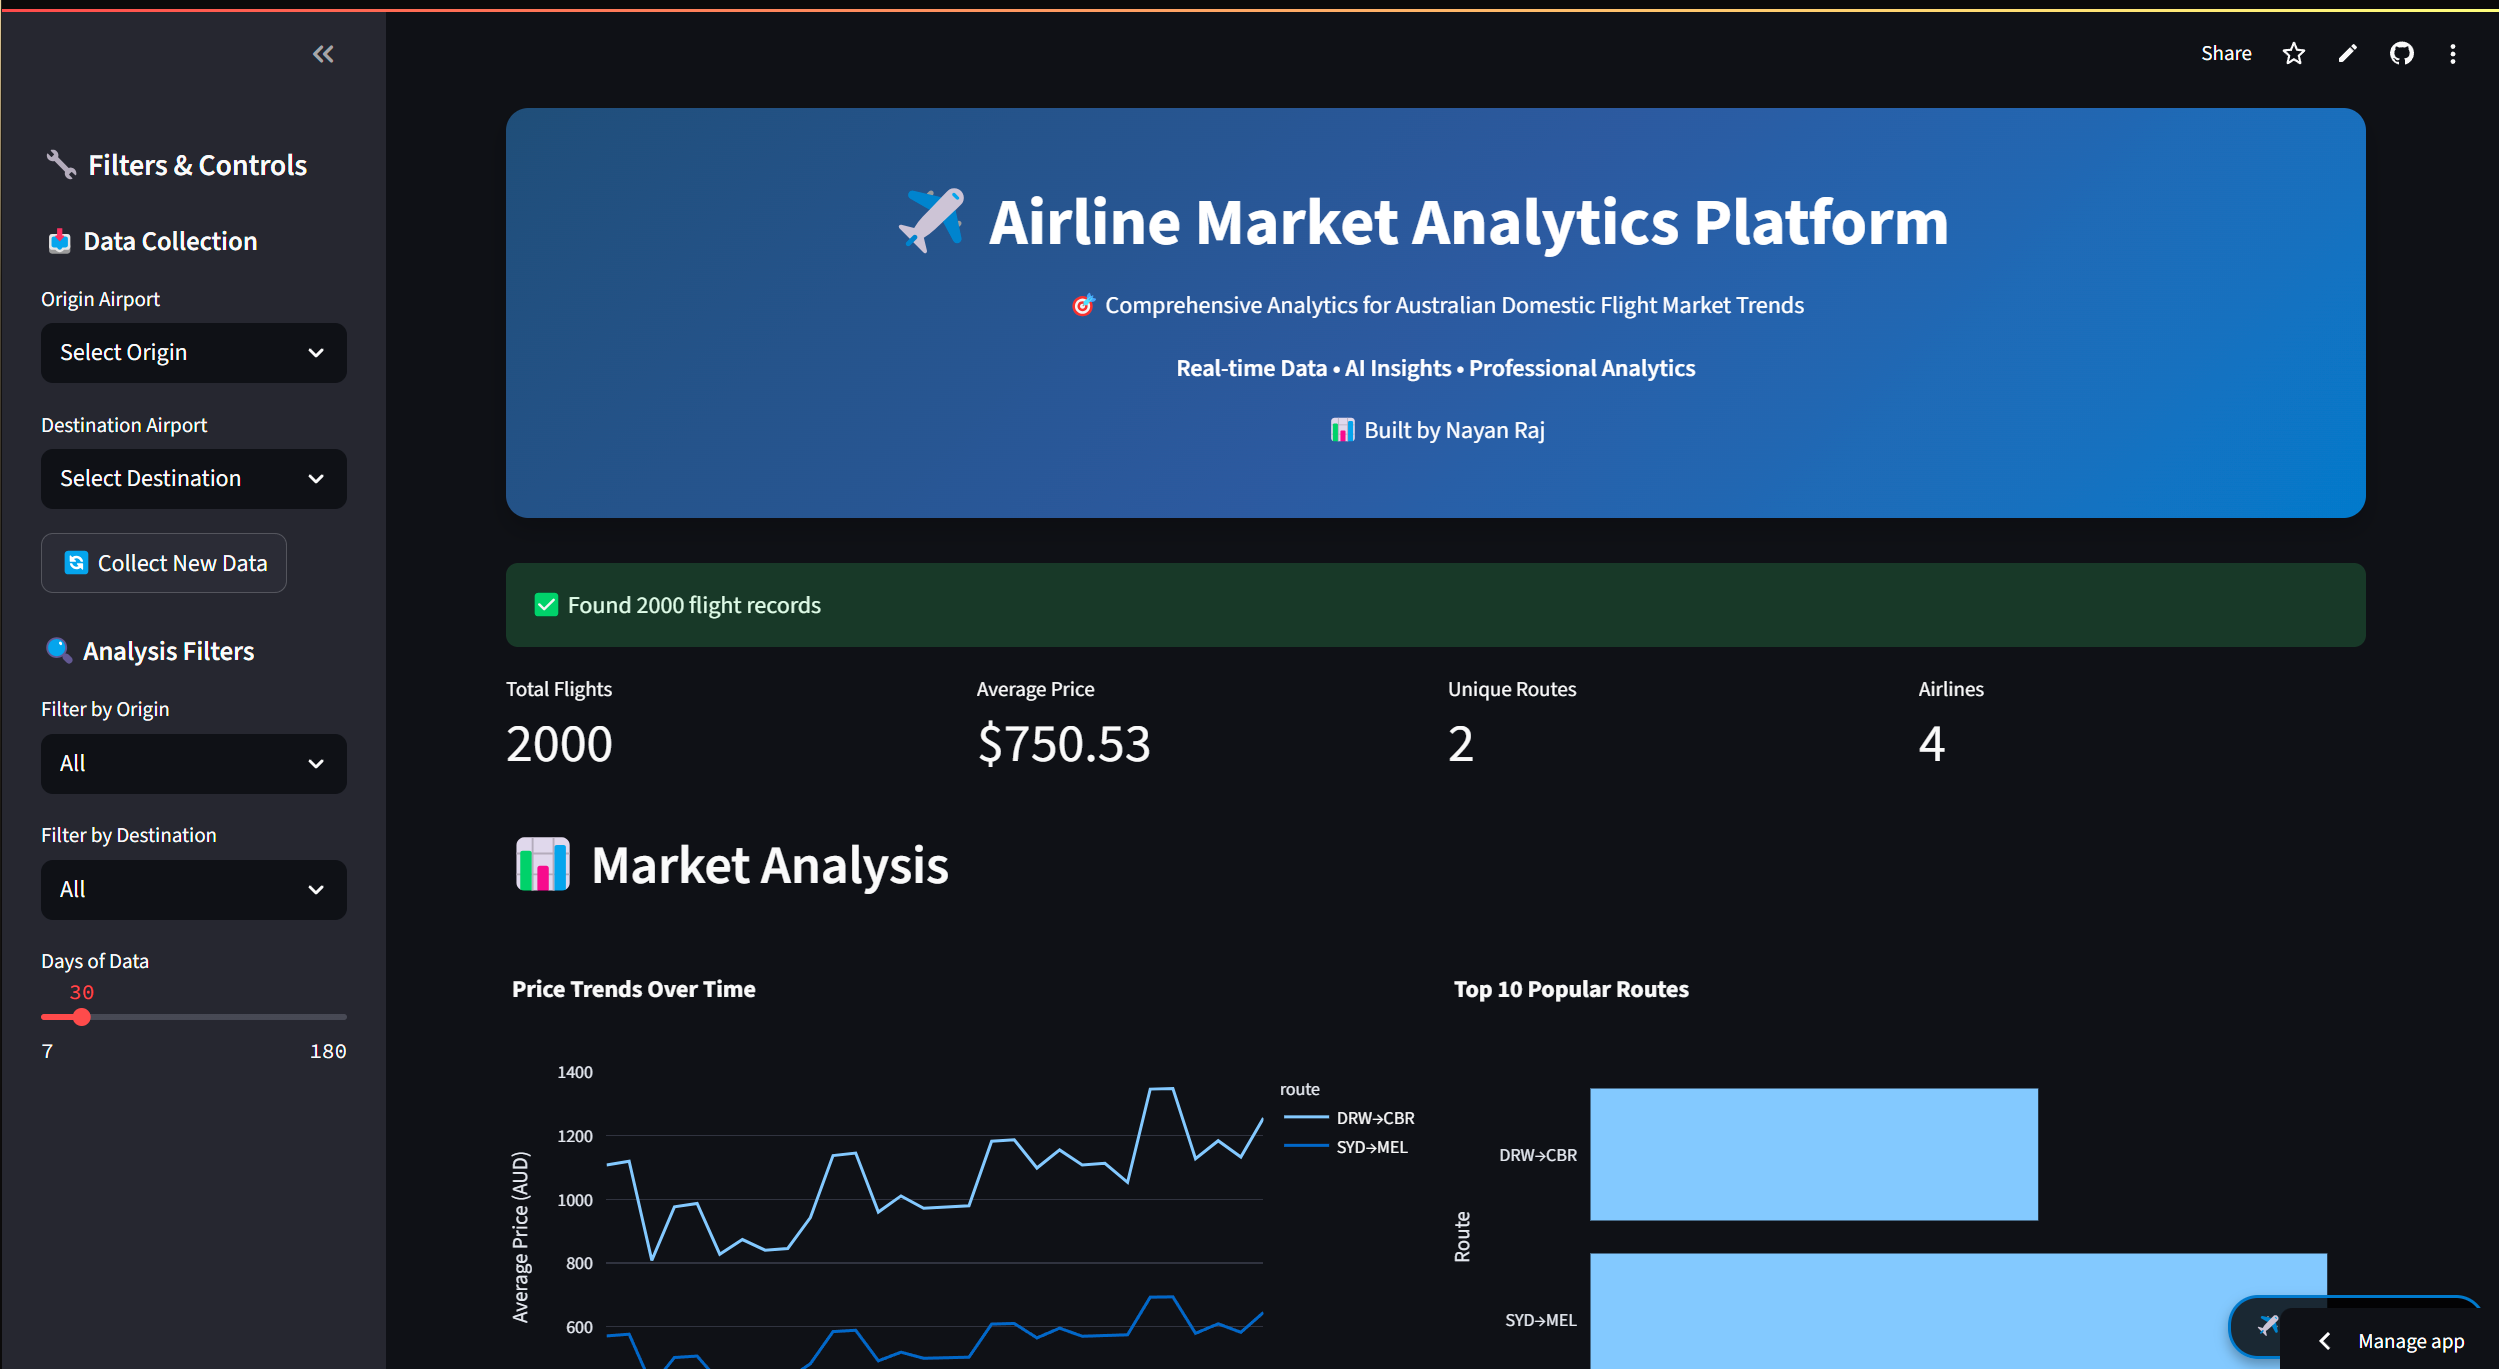 Share
Filters & Controls
Data Collection
Origin Airport
Select Origin
Destination Airport
Select Destination
Collect New Data
Analysis Filters
Filter by Origin
All
Filter by Destination
All
Days of Data
30
7 180
Airline Market Analytics Platform
Comprehensive Analytics for Australian Domestic Flight Market Trends
Real-time Data • AI Insights • Professional Analytics
Built by Nayan Raj
Found 2000 flight records
Total Flights
2000
Average Price
$750.53
Unique Routes
2
Airlines
4
Market Analysis
Price Trends Over Time
1400
1200
1000
800
600
Average Price (AUD)
route
DRW→CBR
SYD→MEL
Top 10 Popular Routes
DRW→CBR
SYD→MEL
Route
Manage app